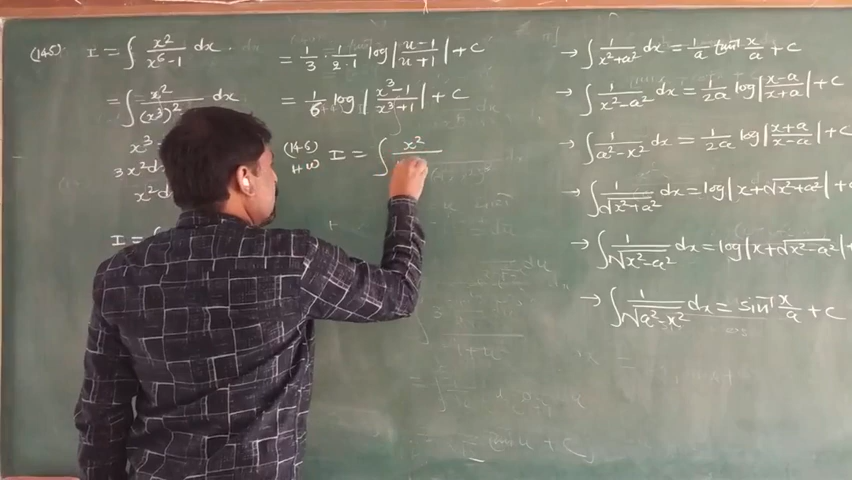 (145) I = ∫ x²/(x⁶-1) dx .
= ∫ x²/(x³)² dx
x³
3x²d
x²d
I =
= 1/3 · 1/(2·1) log|(u-1)/(u+1)| + C
= 1/6 log|(x³-1)/(x³+1)| + C
(146) I = ∫ x²
HW
→ ∫ 1/(x²+a²) dx = 1/a tan⁻¹ x/a + C
→ ∫ 1/(x²-a²) dx = 1/2a log|(x-a)/(x+a)| + C
→ ∫ 1/(a²-x²) dx = 1/2a log|(x+a)/(x-a)| + C
→ ∫ 1/√(x²+a²) dx = log|x+√(x²+a²)| +
→ ∫ 1/√(x²-a²) dx = log|x+√(x²-a²)| +
→ ∫ 1/√(a²-x²) dx = sin⁻¹ x/a + C